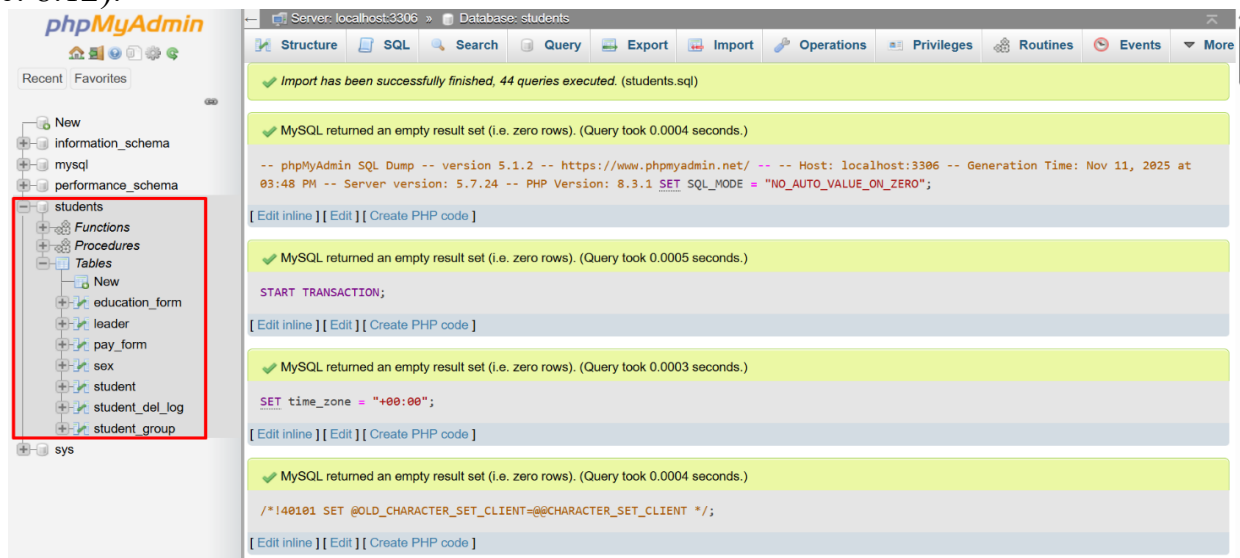 phpMyAdmin
Recent Favorites
New
information_schema
mysql
performance_schema
students
Functions
Procedures
Tables
New
education_form
leader
pay_form
sex
student
student_del_log
student_group
sys
Server: localhost:3306 » Database: students
Structure SQL Search Query Export Import Operations Privileges Routines Events More
Import has been successfully finished, 44 queries executed. (students.sql)
MySQL returned an empty result set (i.e. zero rows). (Query took 0.0004 seconds.)
-- phpMyAdmin SQL Dump -- version 5.1.2 -- https://www.phpmyadmin.net/ -- -- Host: localhost:3306 -- Generation Time: Nov 11, 2025 at
03:48 PM -- Server version: 5.7.24 -- PHP Version: 8.3.1 SET SQL_MODE = "NO_AUTO_VALUE_ON_ZERO";
[ Edit inline ] [ Edit ] [ Create PHP code ]
MySQL returned an empty result set (i.e. zero rows). (Query took 0.0005 seconds.)
START TRANSACTION;
[ Edit inline ] [ Edit ] [ Create PHP code ]
MySQL returned an empty result set (i.e. zero rows). (Query took 0.0003 seconds.)
SET time_zone = "+00:00";
[ Edit inline ] [ Edit ] [ Create PHP code ]
MySQL returned an empty result set (i.e. zero rows). (Query took 0.0004 seconds.)
/*!40101 SET @OLD_CHARACTER_SET_CLIENT=@@CHARACTER_SET_CLIENT */;
[ Edit inline ] [ Edit ] [ Create PHP code ]